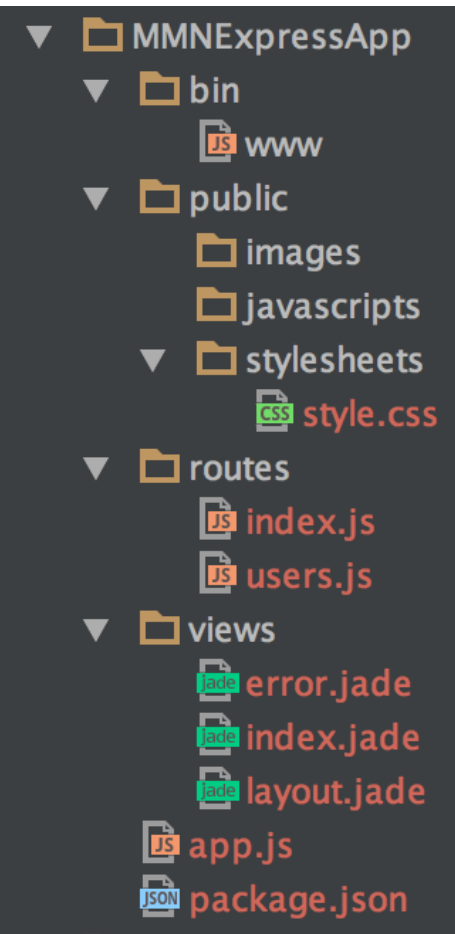 MMNExpressApp
bin
JS www
public
images
javascripts
stylesheets
CSS style.css
routes
JS index.js
JS users.js
views
jade error.jade
jade index.jade
jade layout.jade
JS app.js
JSON package.json